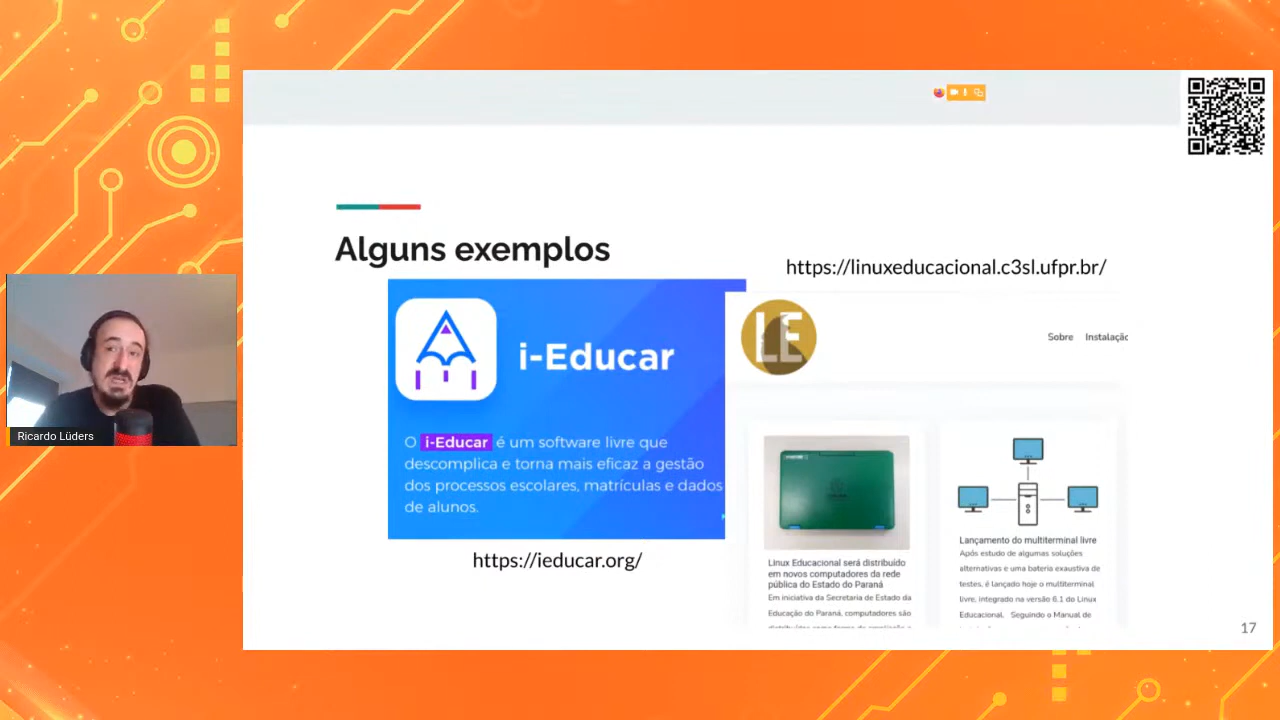 Alguns exemplos
https://linuxeducacional.c3sl.ufpr.br/
i-Educar
O i-Educar é um software livre que
descomplica e torna mais eficaz a gestão
dos processos escolares, matrículas e dados
de alunos.
https://ieducar.org/
LE
Sobre Instalação
Linux Educacional será distribuído
em novos computadores da rede
pública do Estado do Paraná
Em iniciativa da Secretaria de Estado da
Educação do Paraná, computadores são
Lançamento do multiterminal livre
Após estudo de algumas soluções
alternativas e uma bateria exaustiva de
testes, é lançado hoje o multiterminal
livre, integrado na versão 6.1 do Linux
Educacional. Seguindo o Manual de
17
Ricardo Lüders